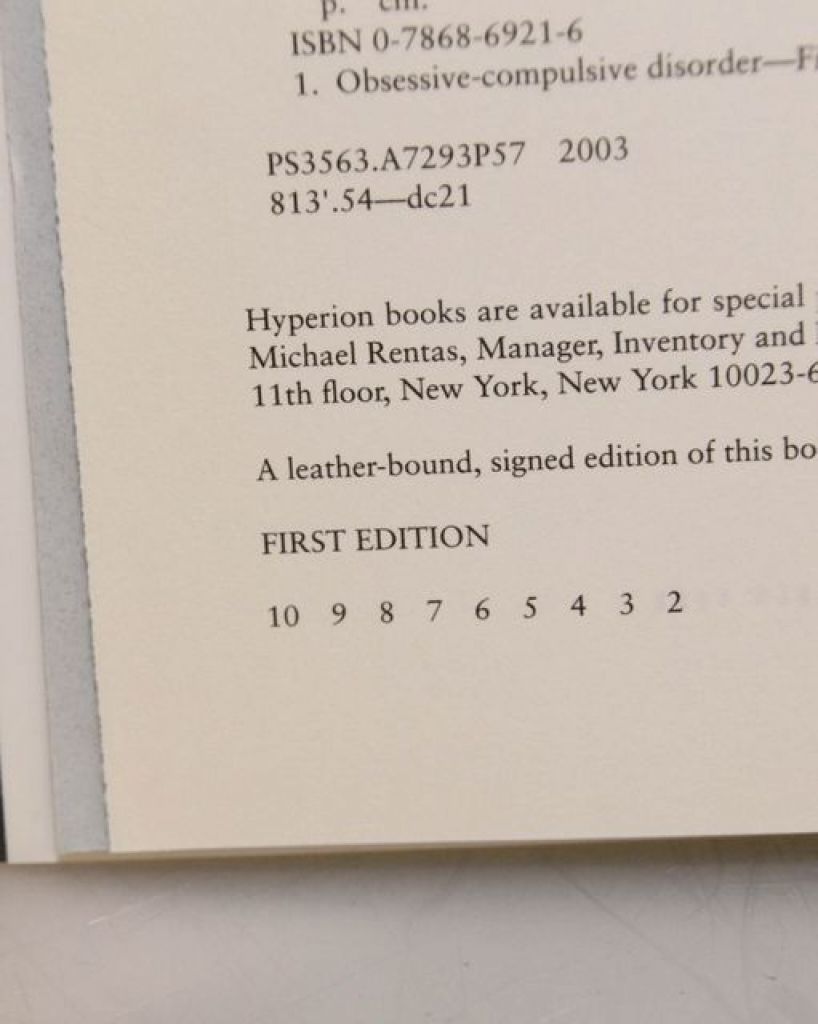 p. cm.
ISBN 0-7868-6921-6
1. Obsessive-compulsive disorder—
PS3563.A7293P57 2003
813'.54—dc21
Hyperion books are available for special
Michael Rentas, Manager, Inventory and
11th floor, New York, New York 10023-6
A leather-bound, signed edition of this bo
FIRST EDITION
10 9 8 7 6 5 4 3 2